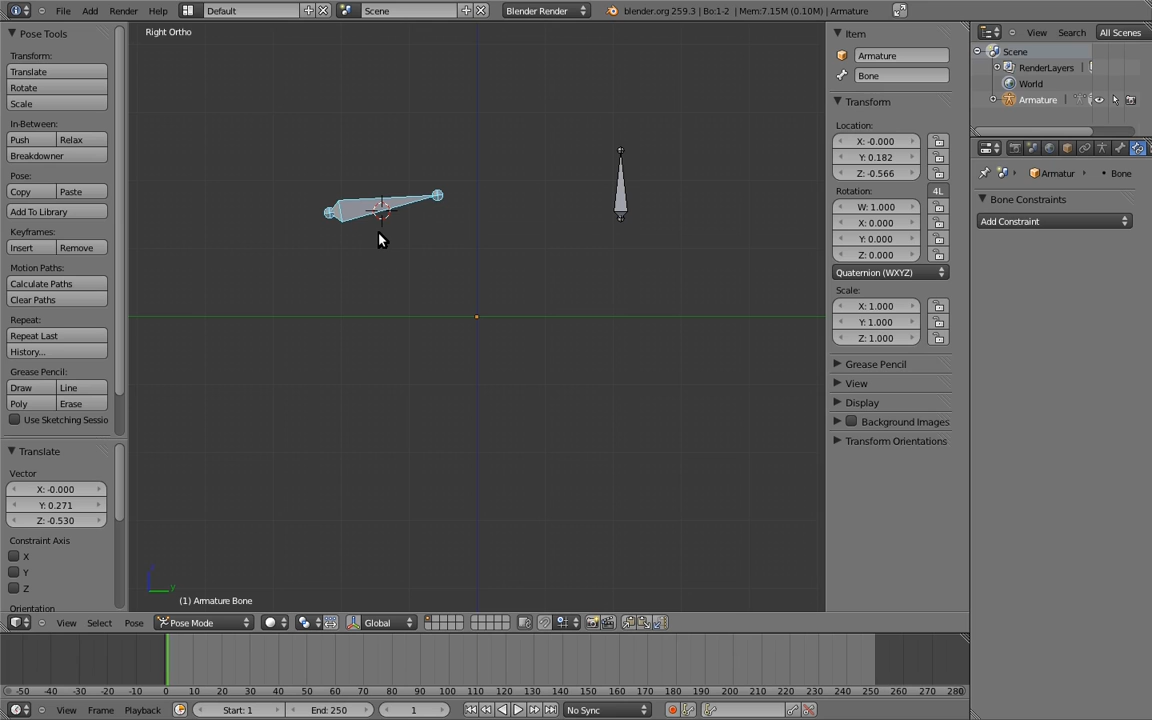 File Add Render Help Default Scene Blender Render blender.org 259.3 | Bo:1-2 | Mem:7.15M (0.10M) | Armature
Pose Tools
Transform:
Translate
Rotate
Scale
In-Between:
Push Relax
Breakdowner
Pose:
Copy Paste
Add To Library
Keyframes:
Insert Remove
Motion Paths:
Calculate Paths
Clear Paths
Repeat:
Repeat Last
History...
Grease Pencil:
Draw Line
Poly Erase
Use Sketching Sessio
Translate
Vector
X: -0.000
Y: 0.271
Z: -0.530
Constraint Axis
X
Y
Z
Orientation
Right Ortho
y
(1) Armature Bone
Item
Armature
Bone
Transform
Location:
X: -0.000
Y: 0.182
Z: -0.566
Rotation: 4L
W: 1.000
X: 0.000
Y: 0.000
Z: 0.000
Quaternion (WXYZ)
Scale:
X: 1.000
Y: 1.000
Z: 1.000
Grease Pencil
View
Display
Background Images
Transform Orientations
View Search All Scenes
Scene
RenderLayers |
World
Armature |
Armatur Bone
Bone Constraints
Add Constraint
View Select Pose Pose Mode Global
-50 -40 -30 -20 -10 0 10 20 30 40 50 60 70 80 90 100 110 120 130 140 150 160 170 180 190 200 210 220 230 240 250 260 270 280
View Frame Playback Start: 1 End: 250 1 No Sync